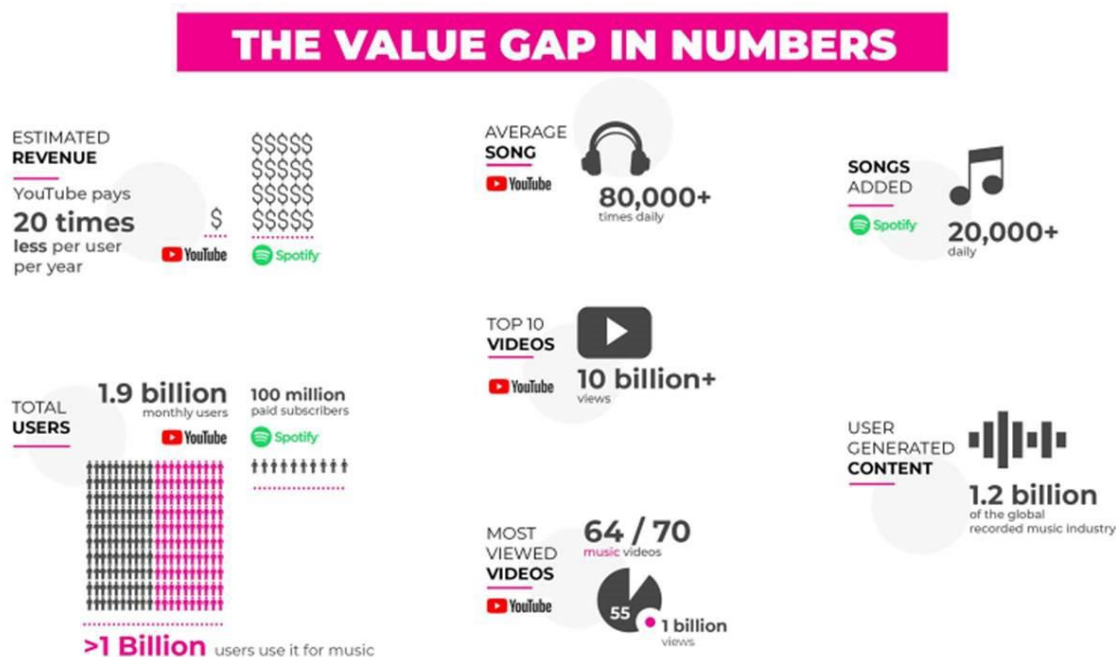 THE VALUE GAP IN NUMBERS
ESTIMATED
REVENUE
YouTube pays
20 times
less per user
per year
$
YouTube
$$$$$
$$$$$
$$$$$
$$$$$
Spotify
TOTAL
USERS
1.9 billion
monthly users
YouTube
100 million
paid subscribers
Spotify
>1 Billion users use it for music
AVERAGE
SONG
YouTube
80,000+
times daily
TOP 10
VIDEOS
YouTube
10 billion+
views
MOST
VIEWED
VIDEOS
YouTube
64 / 70
music videos
55
1 billion
views
SONGS
ADDED
Spotify
20,000+
daily
USER
GENERATED
CONTENT
1.2 billion
of the global
recorded music industry